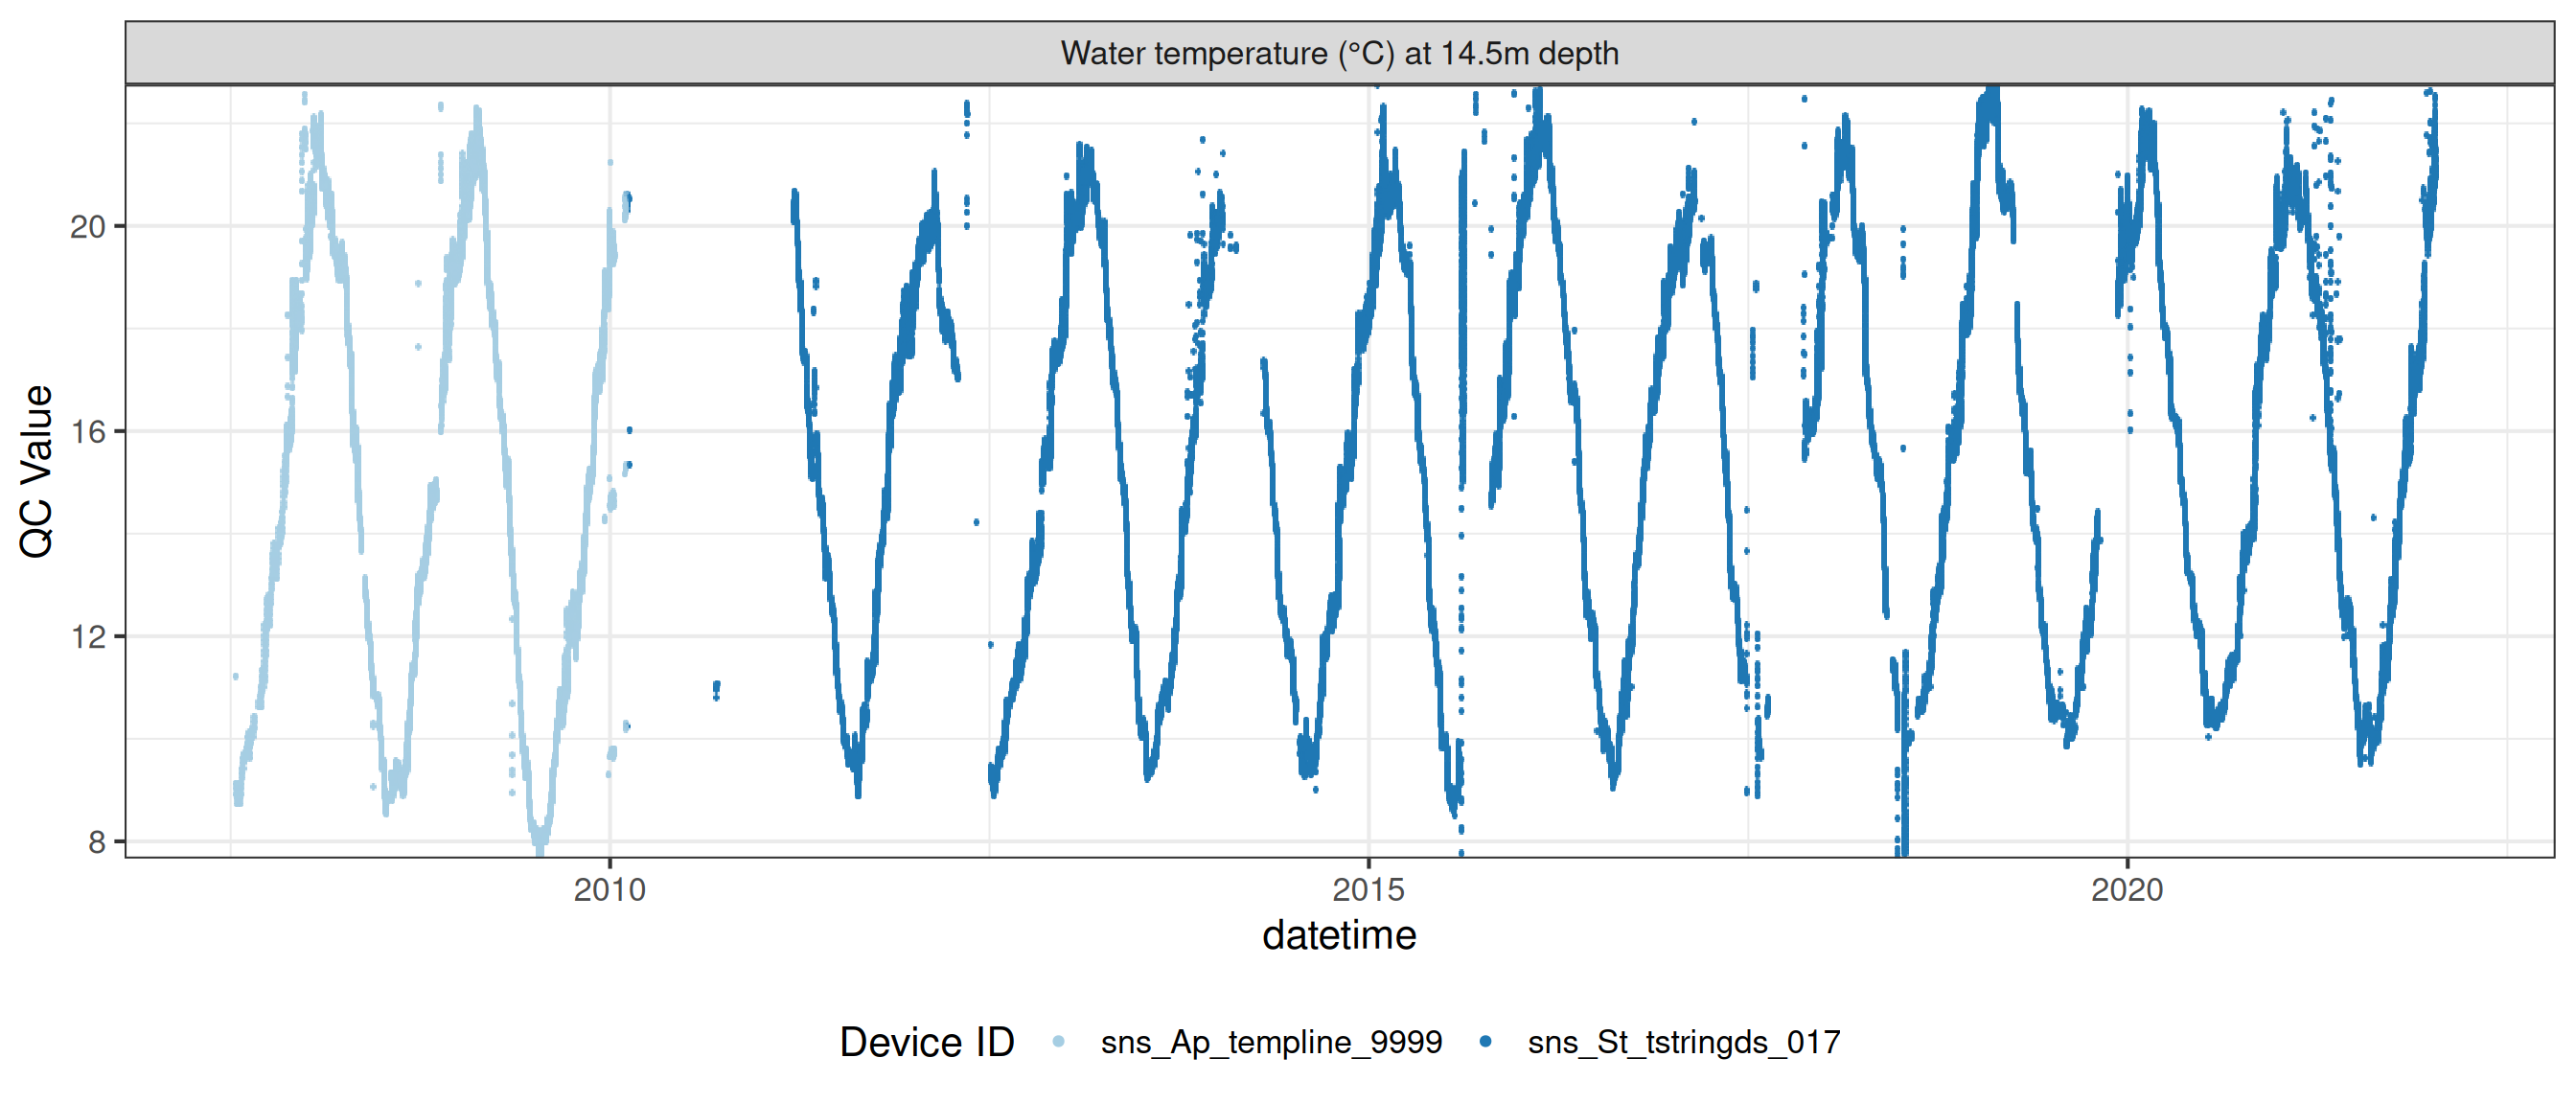 Water temperature (°C) at 14.5m depth
QC Value
20
16
12
8
2010 2015 2020
datetime
Device ID sns_Ap_templine_9999 sns_St_tstringds_017